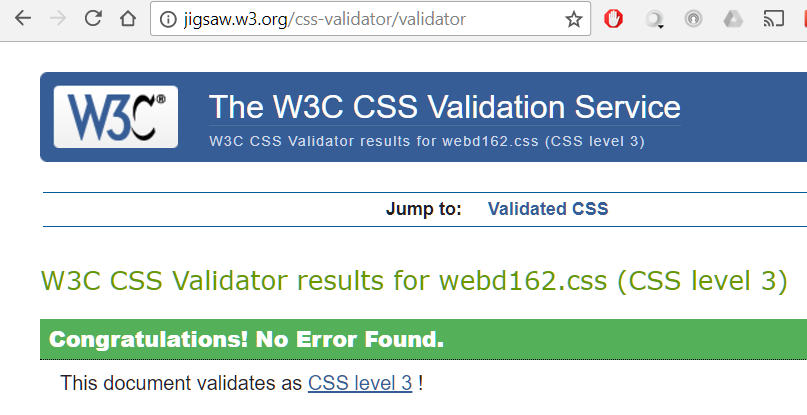 jigsaw.w3.org/css-validator/validator
W3C®
The W3C CSS Validation Service
W3C CSS Validator results for webd162.css (CSS level 3)
Jump to: Validated CSS
W3C CSS Validator results for webd162.css (CSS level 3)
Congratulations! No Error Found.
This document validates as CSS level 3 !